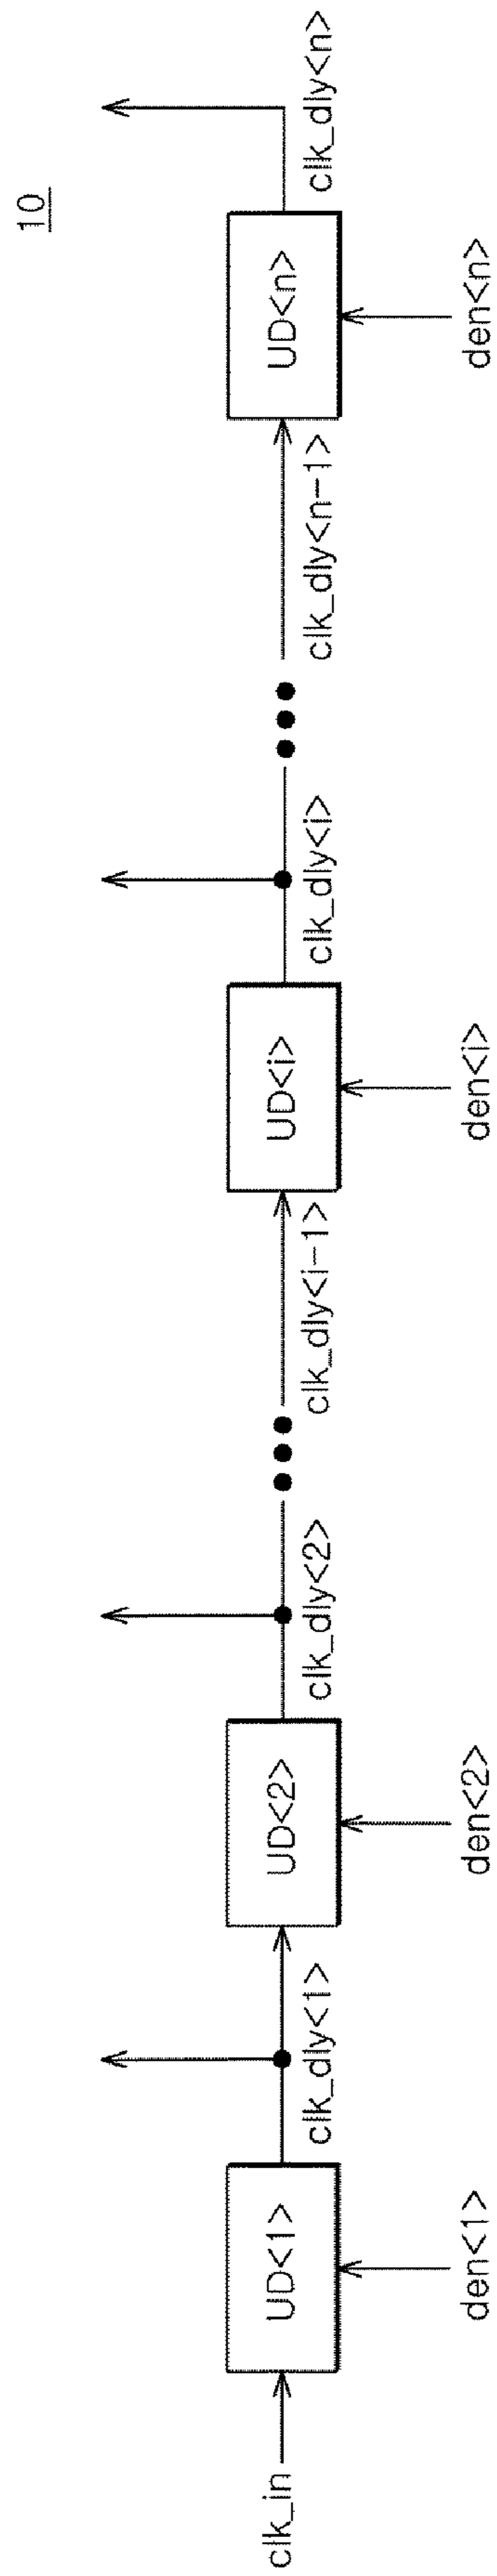 10
clk_in
UD<1>
clk_dly<1>
UD<2>
clk_dly<2>
clk_dly<i-1>
UD<i>
clk_dly<i>
clk_dly<n-1>
UD<n>
clk_dly<n>
den<1>
den<2>
den<i>
den<n>